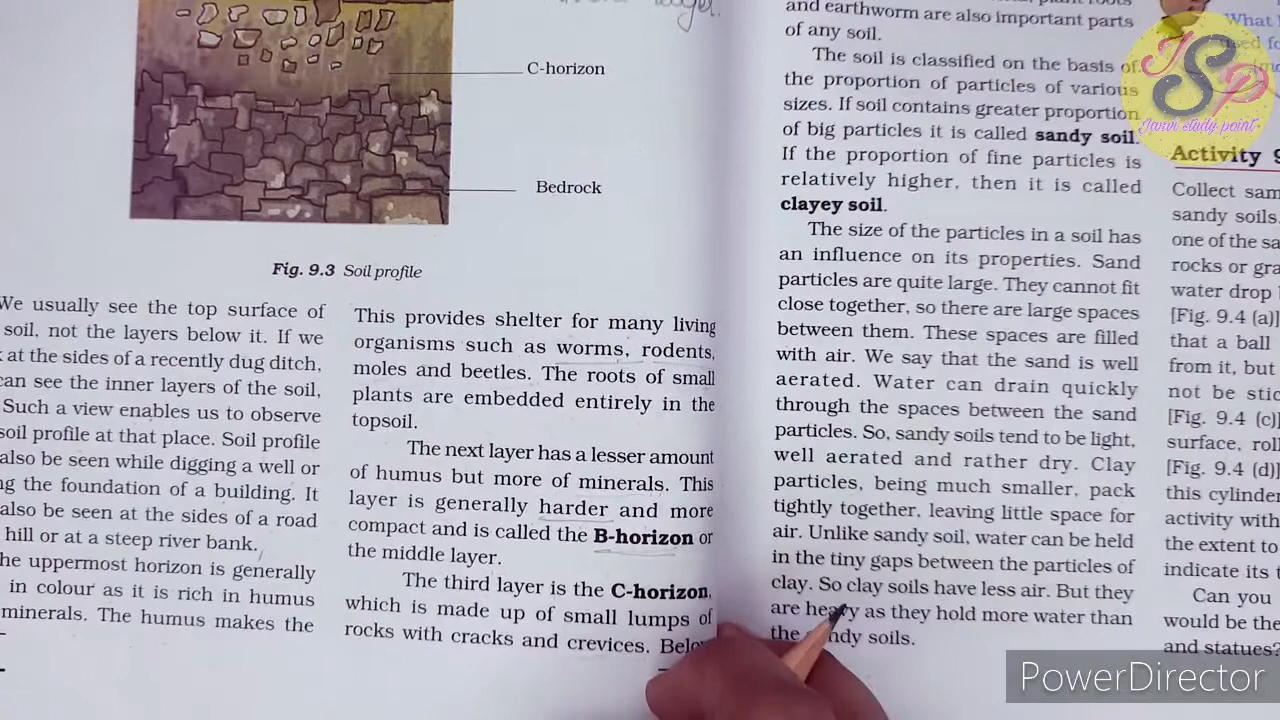 C-horizon
Bedrock
Fig. 9.3 Soil profile
We usually see the top surface of
soil, not the layers below it. If we
at the sides of a recently dug ditch,
can see the inner layers of the soil,
Such a view enables us to observe
soil profile at that place. Soil profile
also be seen while digging a well or
the foundation of a building. It
also be seen at the sides of a road
hill or at a steep river bank.
he uppermost horizon is generally
in colour as it is rich in humus
minerals. The humus makes the
This provides shelter for many living
organisms such as worms, rodents,
moles and beetles. The roots of small
plants are embedded entirely in the
topsoil.
The next layer has a lesser amount
of humus but more of minerals. This
layer is generally harder and more
compact and is called the B-horizon or
the middle layer.
The third layer is the C-horizon,
which is made up of small lumps of
rocks with cracks and crevices. Below
and earthworm are also important parts
of any soil.
The soil is classified on the basis of
the proportion of particles of various
sizes. If soil contains greater proportion
of big particles it is called sandy soil.
If the proportion of fine particles is
relatively higher, then it is called
clayey soil.
The size of the particles in a soil has
an influence on its properties. Sand
particles are quite large. They cannot fit
close together, so there are large spaces
between them. These spaces are filled
with air. We say that the sand is well
aerated. Water can drain quickly
through the spaces between the sand
particles. So, sandy soils tend to be light,
well aerated and rather dry. Clay
particles, being much smaller, pack
tightly together, leaving little space for
air. Unlike sandy soil, water can be held
in the tiny gaps between the particles of
clay. So clay soils have less air. But they
are heavy as they hold more water than
the sandy soils.
What
used fo
JSP
Janvi study point
Activity 9
Collect sam
sandy soils.
one of the sa
rocks or gra
water drop
[Fig. 9.4 (a)]
that a ball
from it, but
not be stic
[Fig. 9.4 (c)]
surface, roll
[Fig. 9.4 (d)]
this cylinder
activity with
the extent to
indicate its t
Can you
would be the
and statues?
PowerDirector